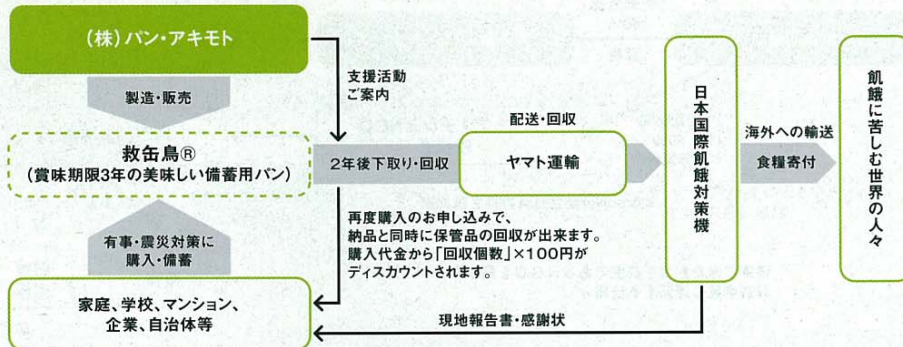 (株)パン・アキモト
支援活動
ご案内
製造・販売
救缶鳥®
(賞味期限3年の美味しい備蓄用パン)
2年後下取り・回収
配送・回収
ヤマト運輸
日本国際飢餓対策機
海外への輸送
食糧寄付
飢餓に苦しむ世界の人々
再度購入のお申し込みで、
納品と同時に保管品の回収が出来ます。
購入代金から「回収個数」×100円が
ディスカウントされます。
有事・震災対策に
購入・備蓄
家庭、学校、マンション、
企業、自治体等
現地報告書・感謝状